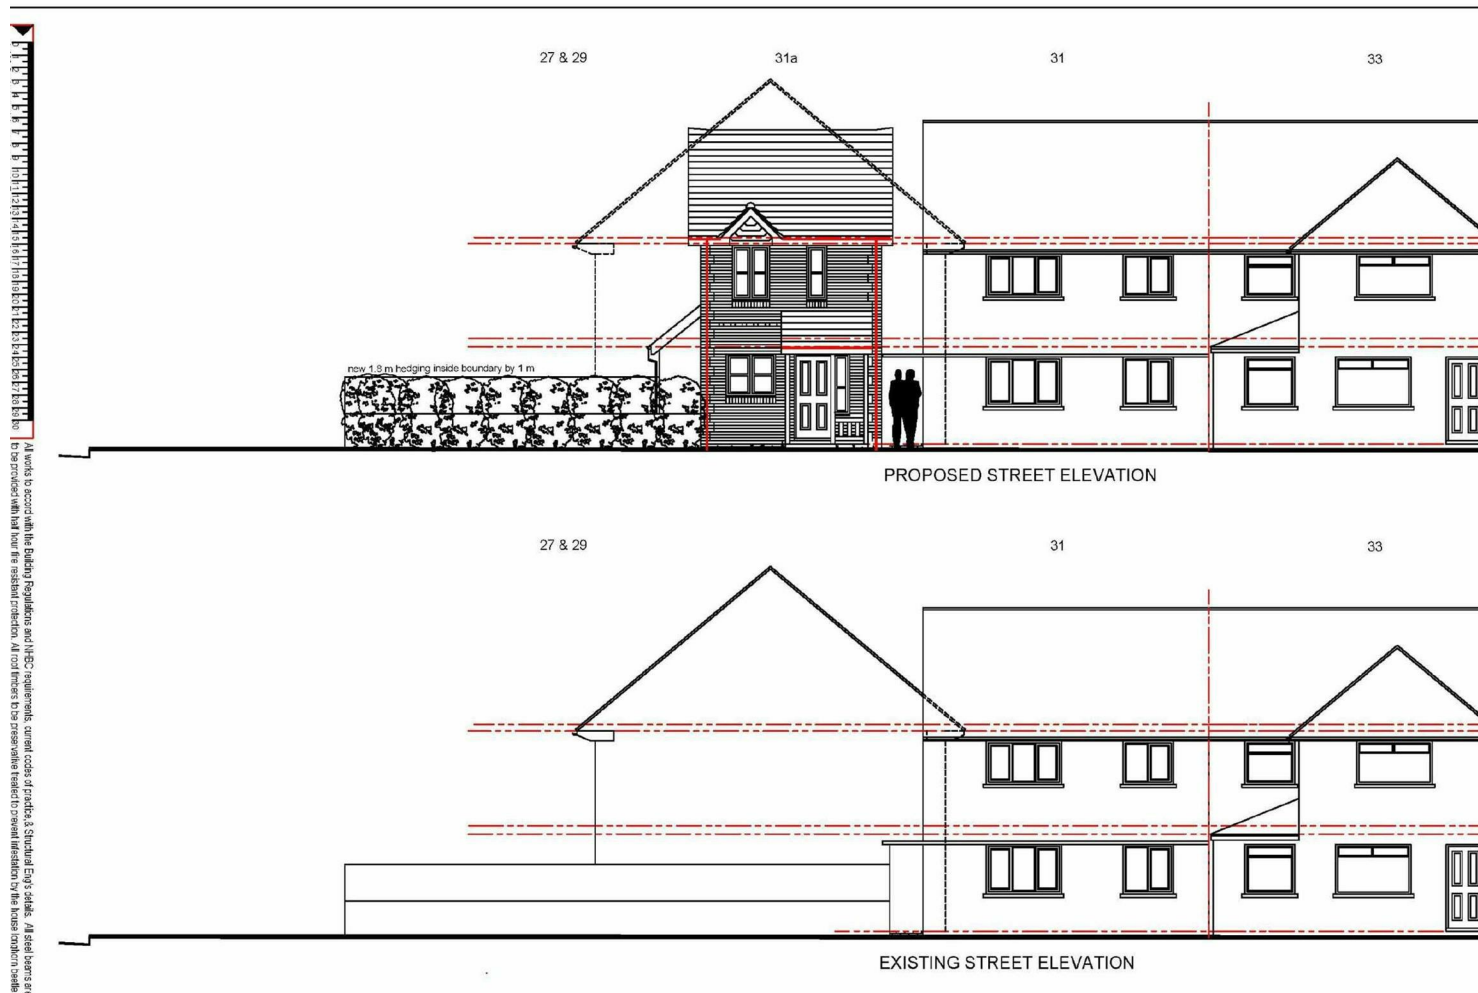 27 & 29
31a
31
33
new 1.8 m hedging inside boundary by 1 m
PROPOSED STREET ELEVATION
27 & 29
31
33
EXISTING STREET ELEVATION
All works to accord with the Building Regulations and NHBC requirements, current codes of practice,& Structural Eng's details. All steel beams are
to be provided with half hour fire resistant protection. All roof timbers to be preservative treated to prevent infestation by the house longhorn beetle